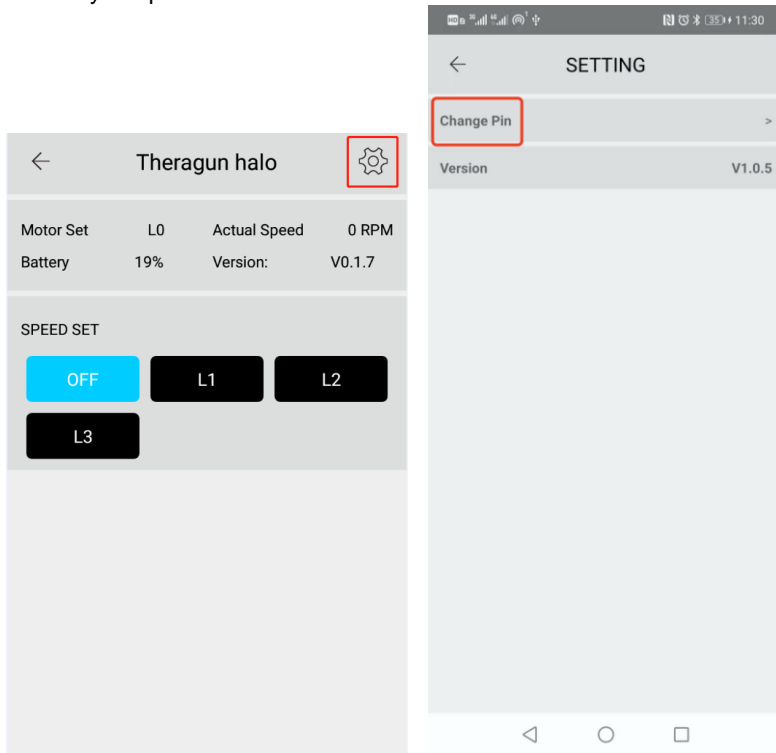 11:30
SETTING
Change Pin >
Version V1.0.5
Theragun halo
Motor Set L0 Actual Speed 0 RPM
Battery 19% Version: V0.1.7
SPEED SET
OFF L1 L2
L3